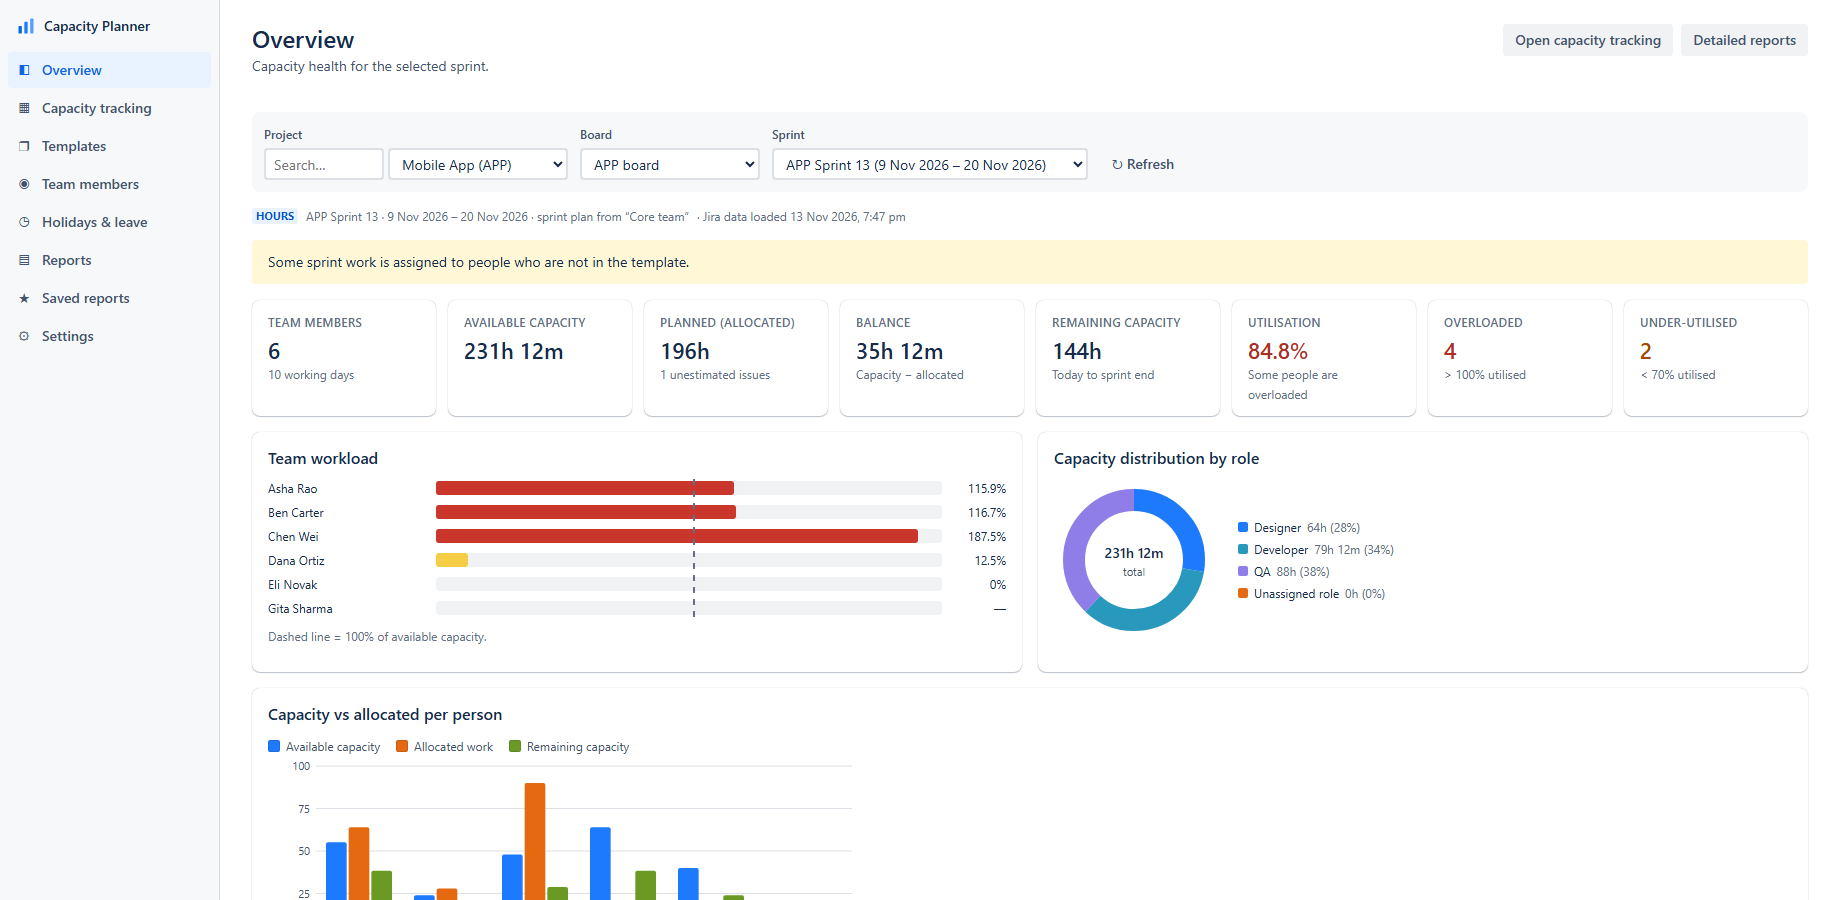 Capacity Planner
Overview
Capacity tracking
Templates
Team members
Holidays & leave
Reports
Saved reports
Settings
Overview
Capacity health for the selected sprint.
Open capacity tracking
Detailed reports
Project
Board
Sprint
Search...
Mobile App (APP)
APP board
APP Sprint 13 (9 Nov 2026 – 20 Nov 2026)
↻ Refresh
HOURS APP Sprint 13 · 9 Nov 2026 – 20 Nov 2026 · sprint plan from “Core team” · Jira data loaded 13 Nov 2026, 7:47 pm
Some sprint work is assigned to people who are not in the template.
TEAM MEMBERS
6
10 working days
AVAILABLE CAPACITY
231h 12m
PLANNED (ALLOCATED)
196h
1 unestimated issues
BALANCE
35h 12m
Capacity − allocated
REMAINING CAPACITY
144h
Today to sprint end
UTILISATION
84.8%
Some people are
overloaded
OVERLOADED
4
> 100% utilised
UNDER-UTILISED
2
< 70% utilised
Team workload
Asha Rao 115.9%
Ben Carter 116.7%
Chen Wei 187.5%
Dana Ortiz 12.5%
Eli Novak 0%
Gita Sharma —
Dashed line = 100% of available capacity.
Capacity distribution by role
231h 12m
total
Designer 64h (28%)
Developer 79h 12m (34%)
QA 88h (38%)
Unassigned role 0h (0%)
Capacity vs allocated per person
Available capacity
Allocated work
Remaining capacity
100
75
50
25